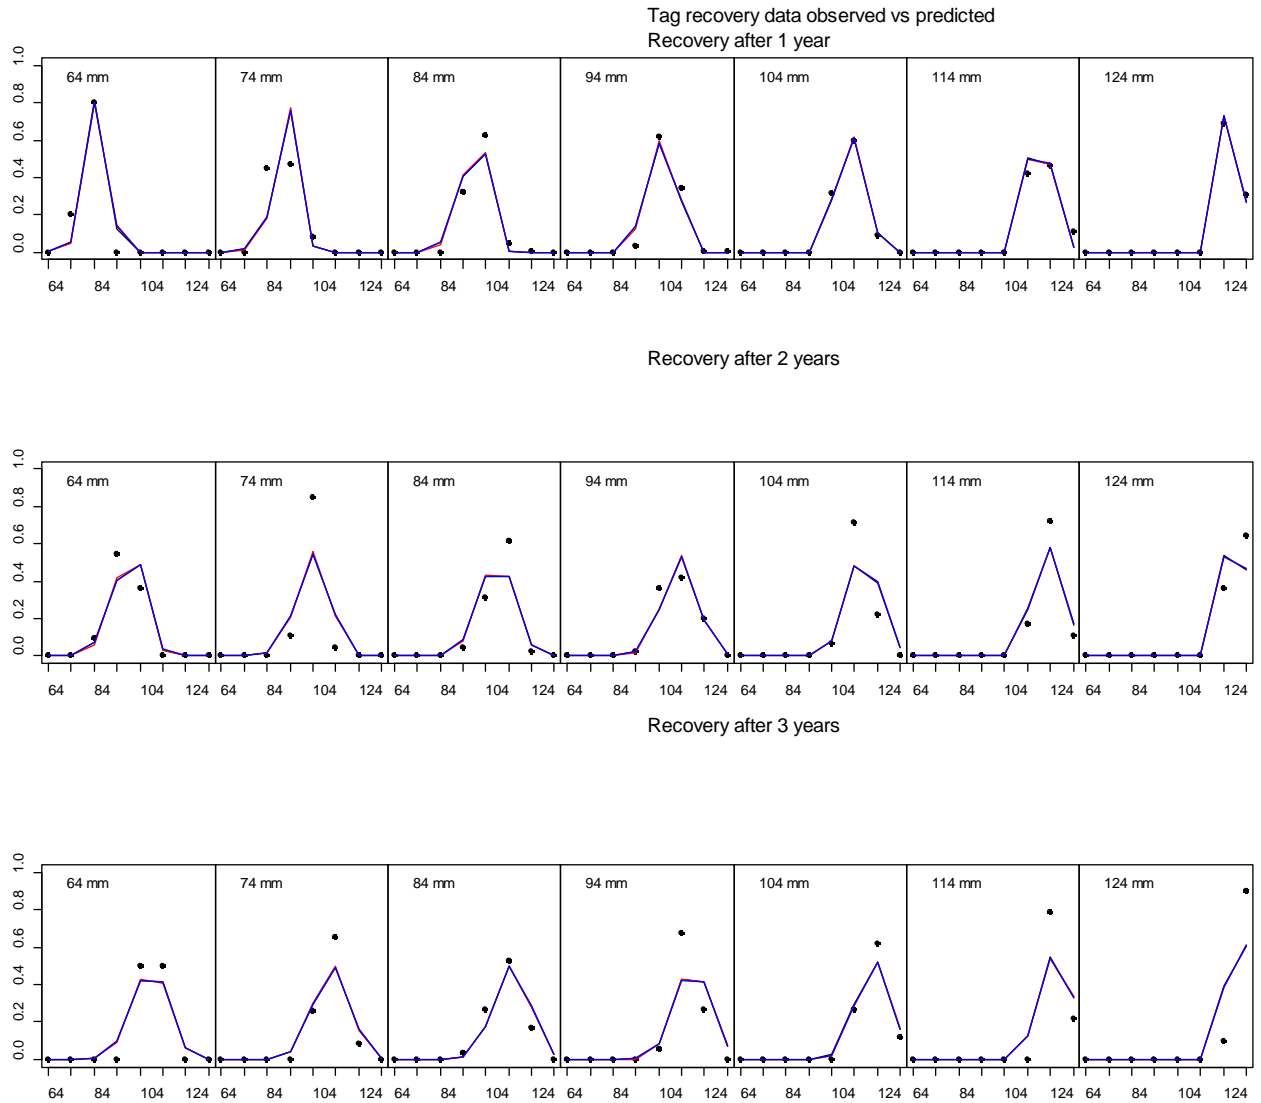 Tag recovery data observed vs predicted
Recovery after 1 year
0.0 0.2 0.4 0.6 0.8 1.0
64 mm 74 mm 84 mm 94 mm 104 mm 114 mm 124 mm
64 84 104 124 64 84 104 124 64 84 104 124 64 84 104 124 64 84 104 124 64 84 104 124 64 84 104 124
Recovery after 2 years
0.0 0.2 0.4 0.6 0.8 1.0
64 mm 74 mm 84 mm 94 mm 104 mm 114 mm 124 mm
64 84 104 124 64 84 104 124 64 84 104 124 64 84 104 124 64 84 104 124 64 84 104 124 64 84 104 124
Recovery after 3 years
0.0 0.2 0.4 0.6 0.8 1.0
64 mm 74 mm 84 mm 94 mm 104 mm 114 mm 124 mm
64 84 104 124 64 84 104 124 64 84 104 124 64 84 104 124 64 84 104 124 64 84 104 124 64 84 104 124